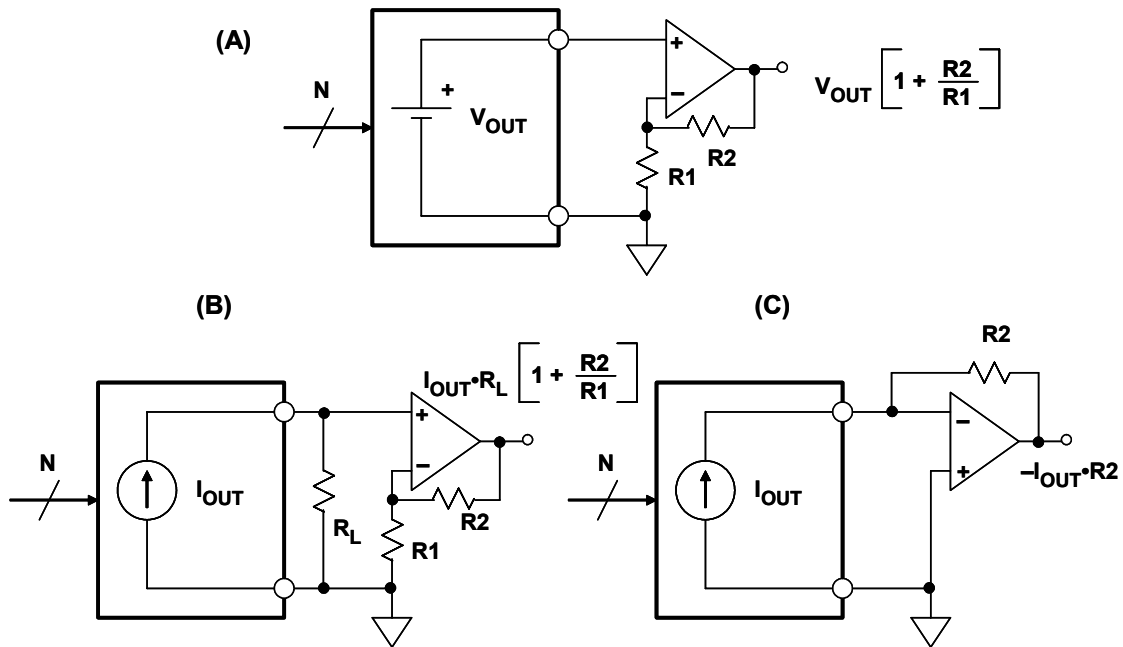 (A)
N
+
V_OUT
+
–
R2
R1
V_OUT [1 + R2/R1]
(B)
N
I_OUT
R_L
I_OUT•R_L [1 + R2/R1]
+
–
R2
R1
(C)
N
I_OUT
R2
–
+
–I_OUT•R2